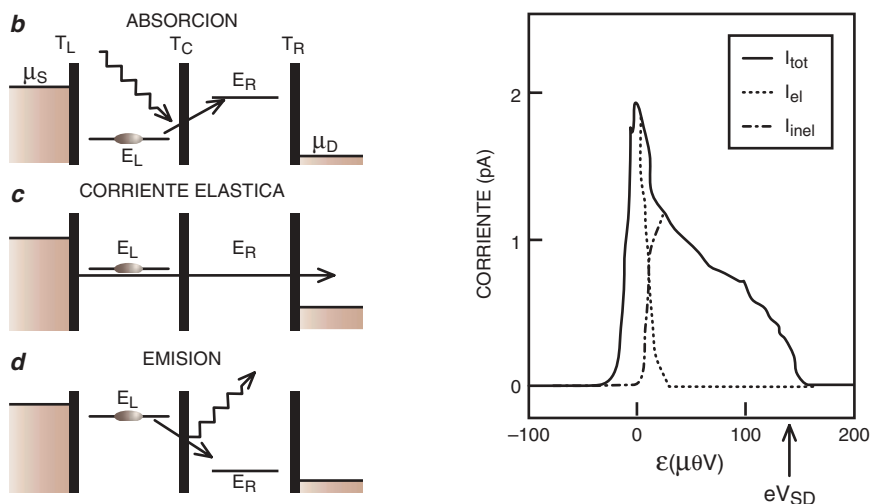 b ABSORCION
T_L T_C T_R
μ_S E_R
E_L μ_D
c CORRIENTE ELASTICA
E_L E_R
d EMISION
E_L
E_R
I_tot
I_el
I_inel
CORRIENTE (pA)
2
1
0
−100 0 100 200
ε(μθV)
eV_SD